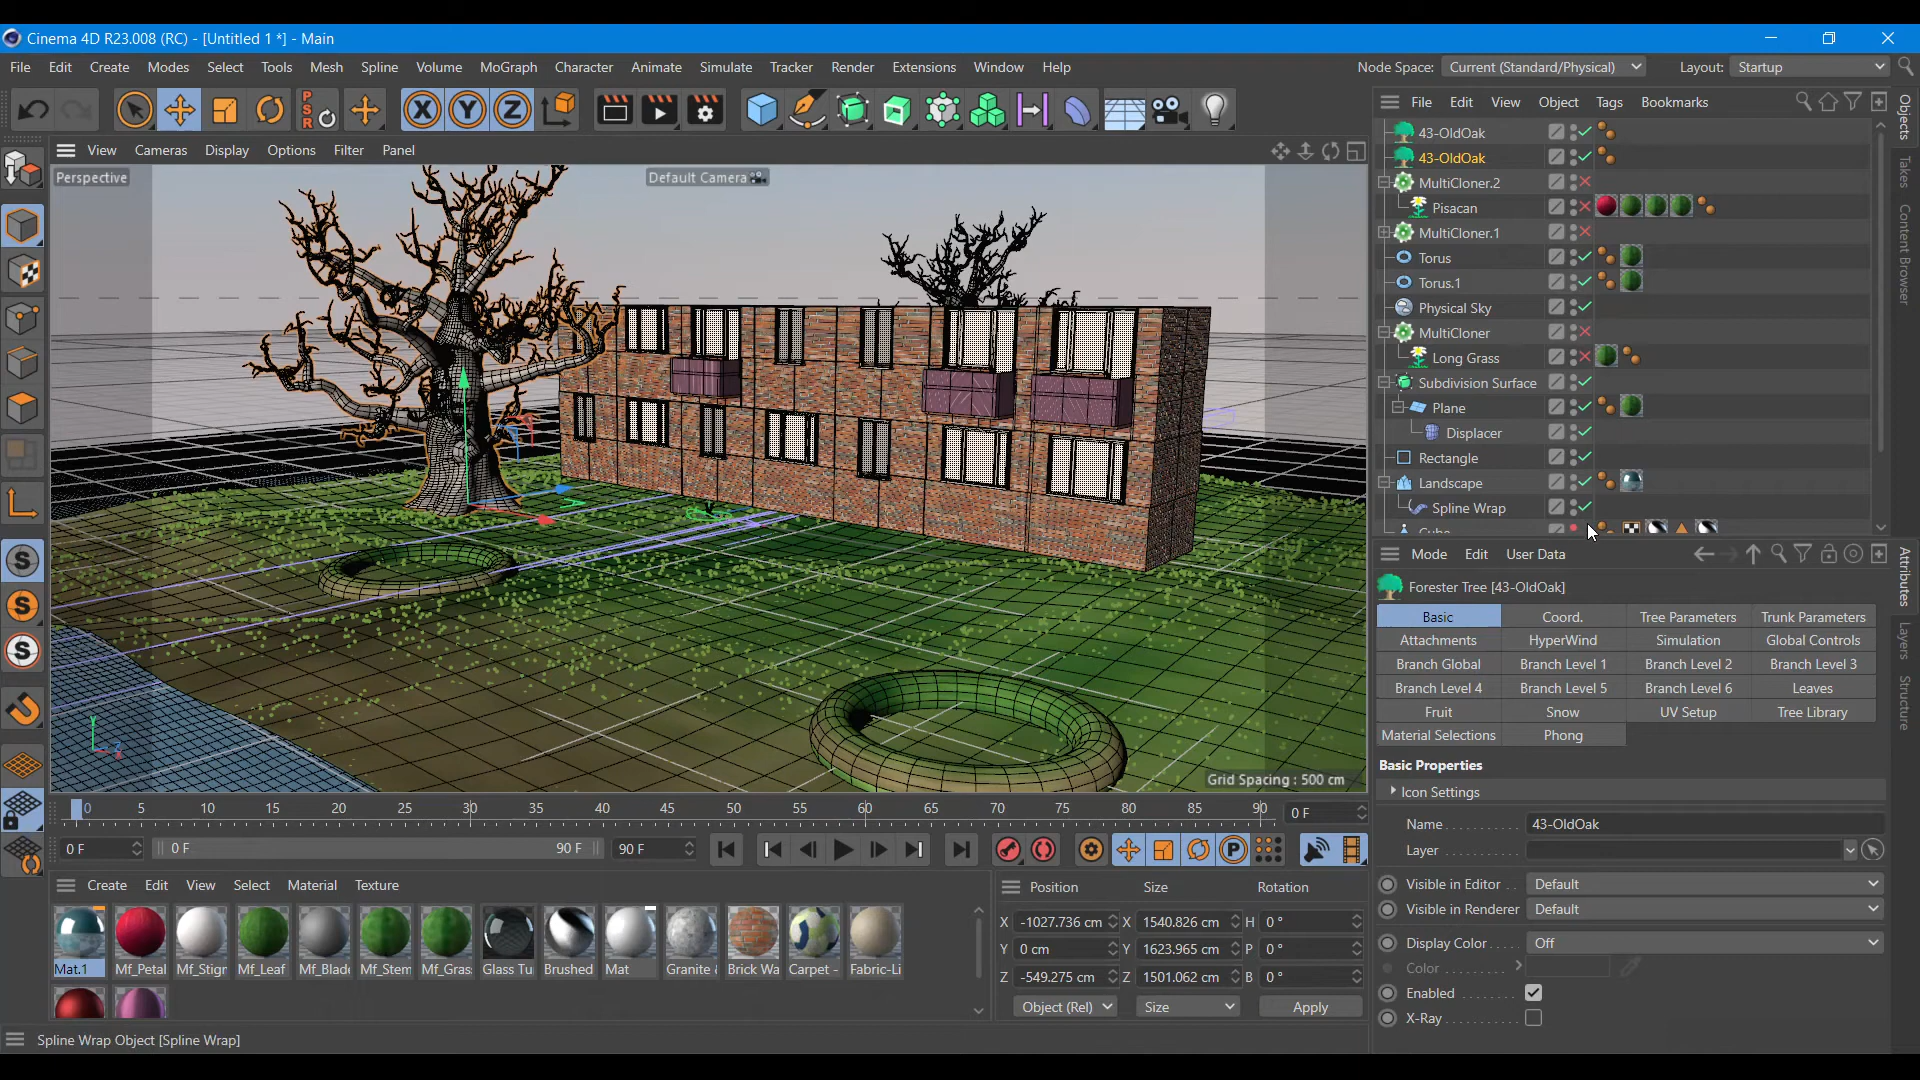 Cinema 4D R23.008 (RC) - [Untitled 1 *] - Main
File Edit Create Modes Select Tools Mesh Spline Volume MoGraph Character Animate Simulate Tracker Render Extensions Window Help
Node Space: Current (Standard/Physical) Layout: Startup
P S R X Y Z
File Edit View Object Tags Bookmarks
View Cameras Display Options Filter Panel
Perspective
Default Camera
43-OldOak
43-OldOak
MultiCloner.2
Pisacan
MultiCloner.1
Torus
Torus.1
Physical Sky
MultiCloner
Long Grass
Subdivision Surface
Plane
Displacer
Rectangle
Landscape
Spline Wrap
Objects
Takes
Content Browser
Y
Grid Spacing : 500 cm
Mode Edit User Data
Forester Tree [43-OldOak]
Basic Coord. Tree Parameters Trunk Parameters
Attachments HyperWind Simulation Global Controls
Branch Global Branch Level 1 Branch Level 2 Branch Level 3
Branch Level 4 Branch Level 5 Branch Level 6 Leaves
Fruit Snow UV Setup Tree Library
Material Selections Phong
Basic Properties
Icon Settings
Name 43-OldOak
Layer
Visible in Editor Default
Visible in Renderer Default
Display Color Off
Color
Enabled
X-Ray
Attributes
Layers
Structure
0 5 10 15 20 25 30 35 40 45 50 55 60 65 70 75 80 85 90 0 F
0 F 0 F 90 F 90 F
Create Edit View Select Material Texture
Mat.1 Mf_Petal Mf_Stigr Mf_Leaf Mf_Blade Mf_Stem Mf_Gras Glass Tu Brushed Mat Granite Brick Wa Carpet - Fabric-Li
Position Size Rotation
X -1027.736 cm X 1540.826 cm H 0 °
Y 0 cm Y 1623.965 cm P 0 °
Z -549.275 cm Z 1501.062 cm B 0 °
Object (Rel) Size Apply
Spline Wrap Object [Spline Wrap]